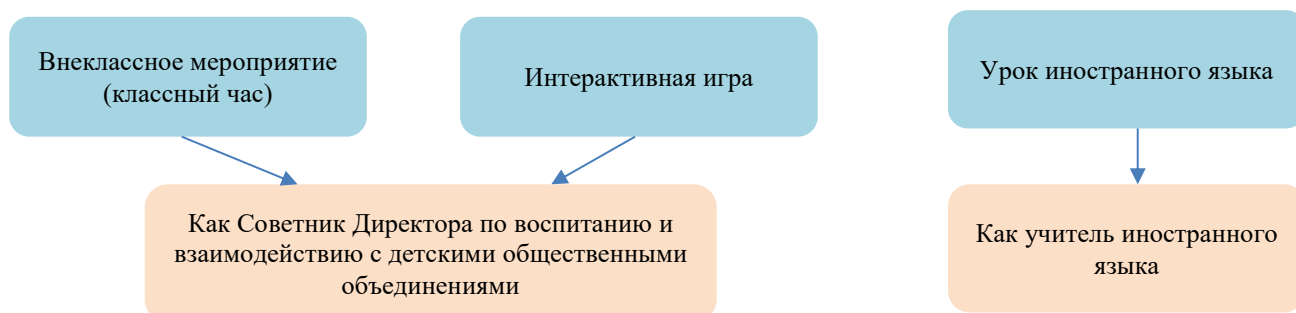 Внеклассное мероприятие
(классный час)
Интерактивная игра
Урок иностранного языка
Как Советник Директора по воспитанию и
взаимодействию с детскими общественными
объединениями
Как учитель иностранного
языка